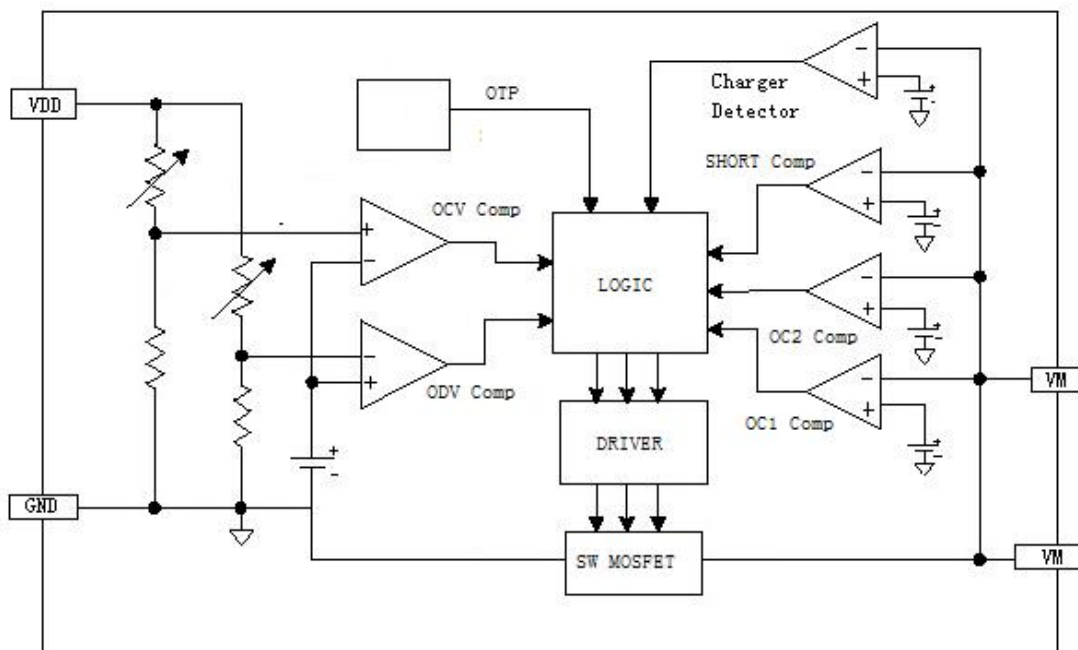 VDD
OTP
Charger
Detector
SHORT Comp
OCV Comp
LOGIC
OC2 Comp
ODV Comp
VM
OC1 Comp
DRIVER
GND
SW MOSFET
VM